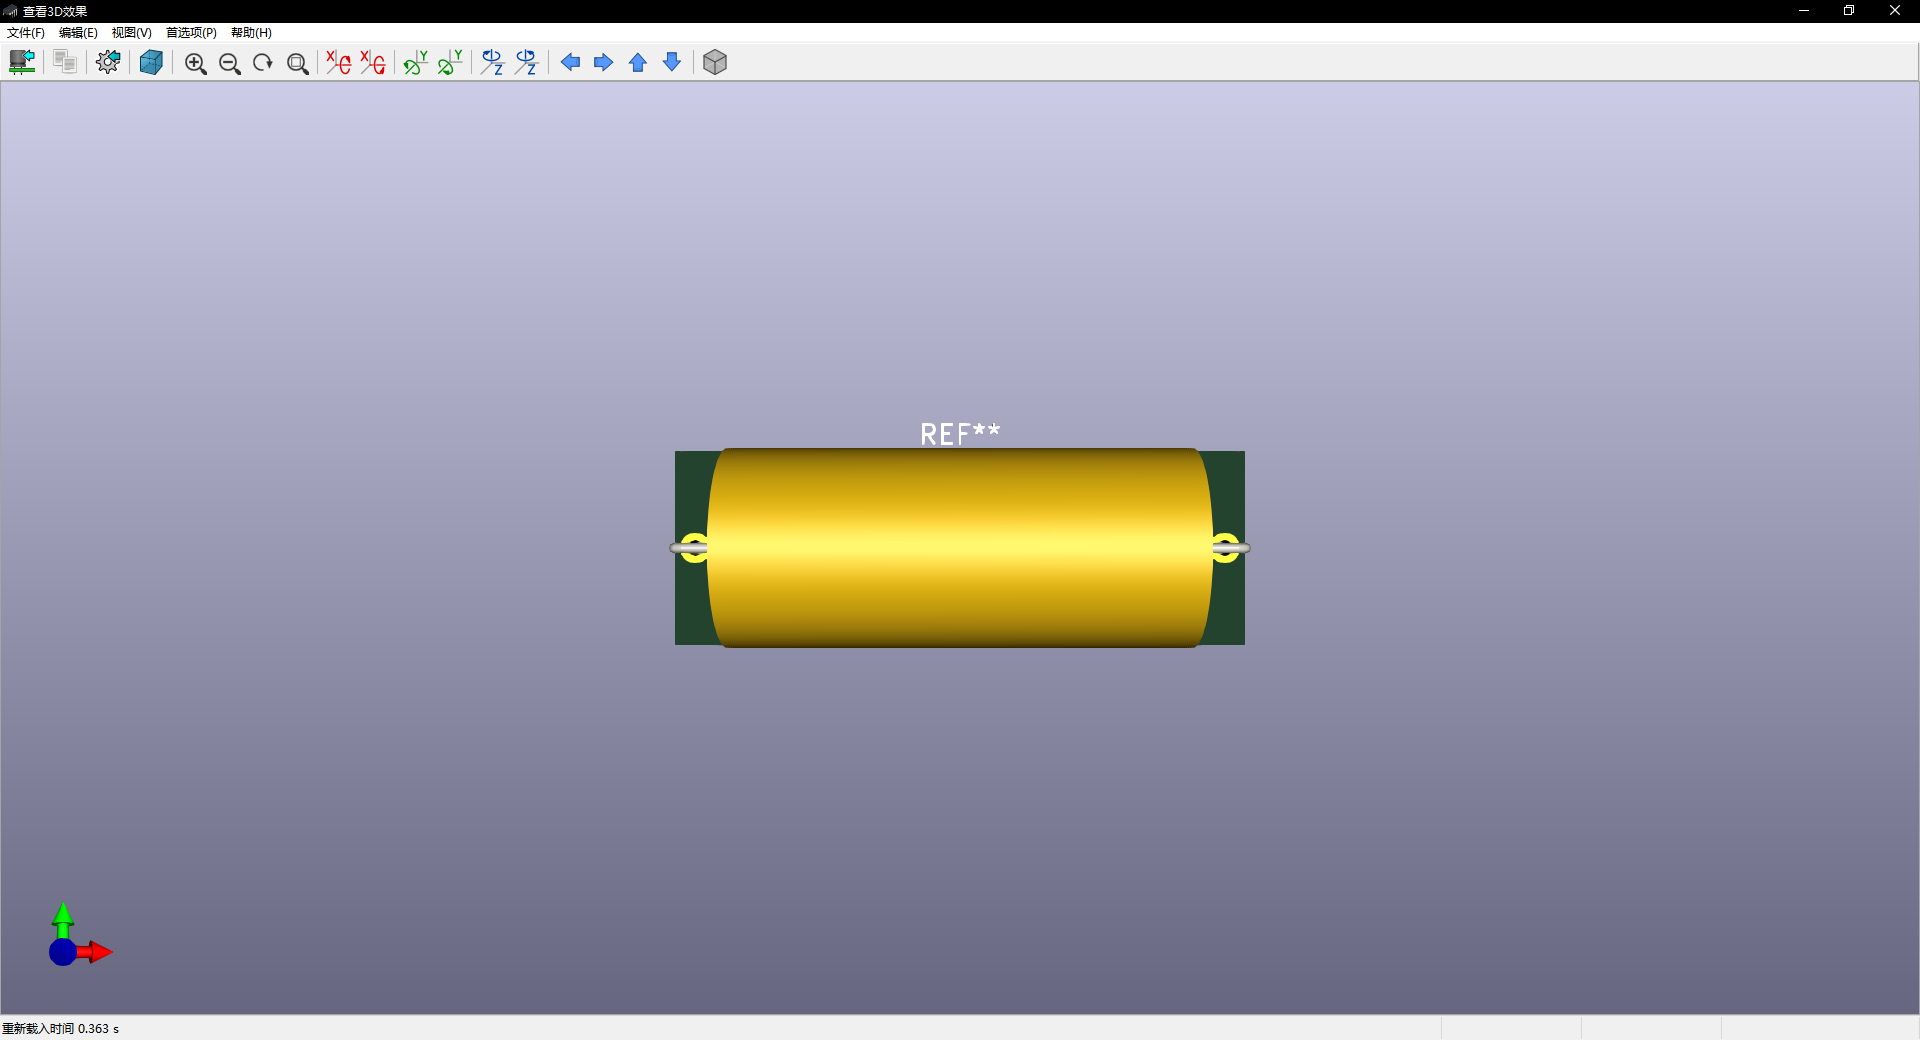 查看3D效果
文件(F) 编辑(E) 视图(V) 首选项(P) 帮助(H)
X X Y Y Z Z
REF**
重新载入时间 0.363 s